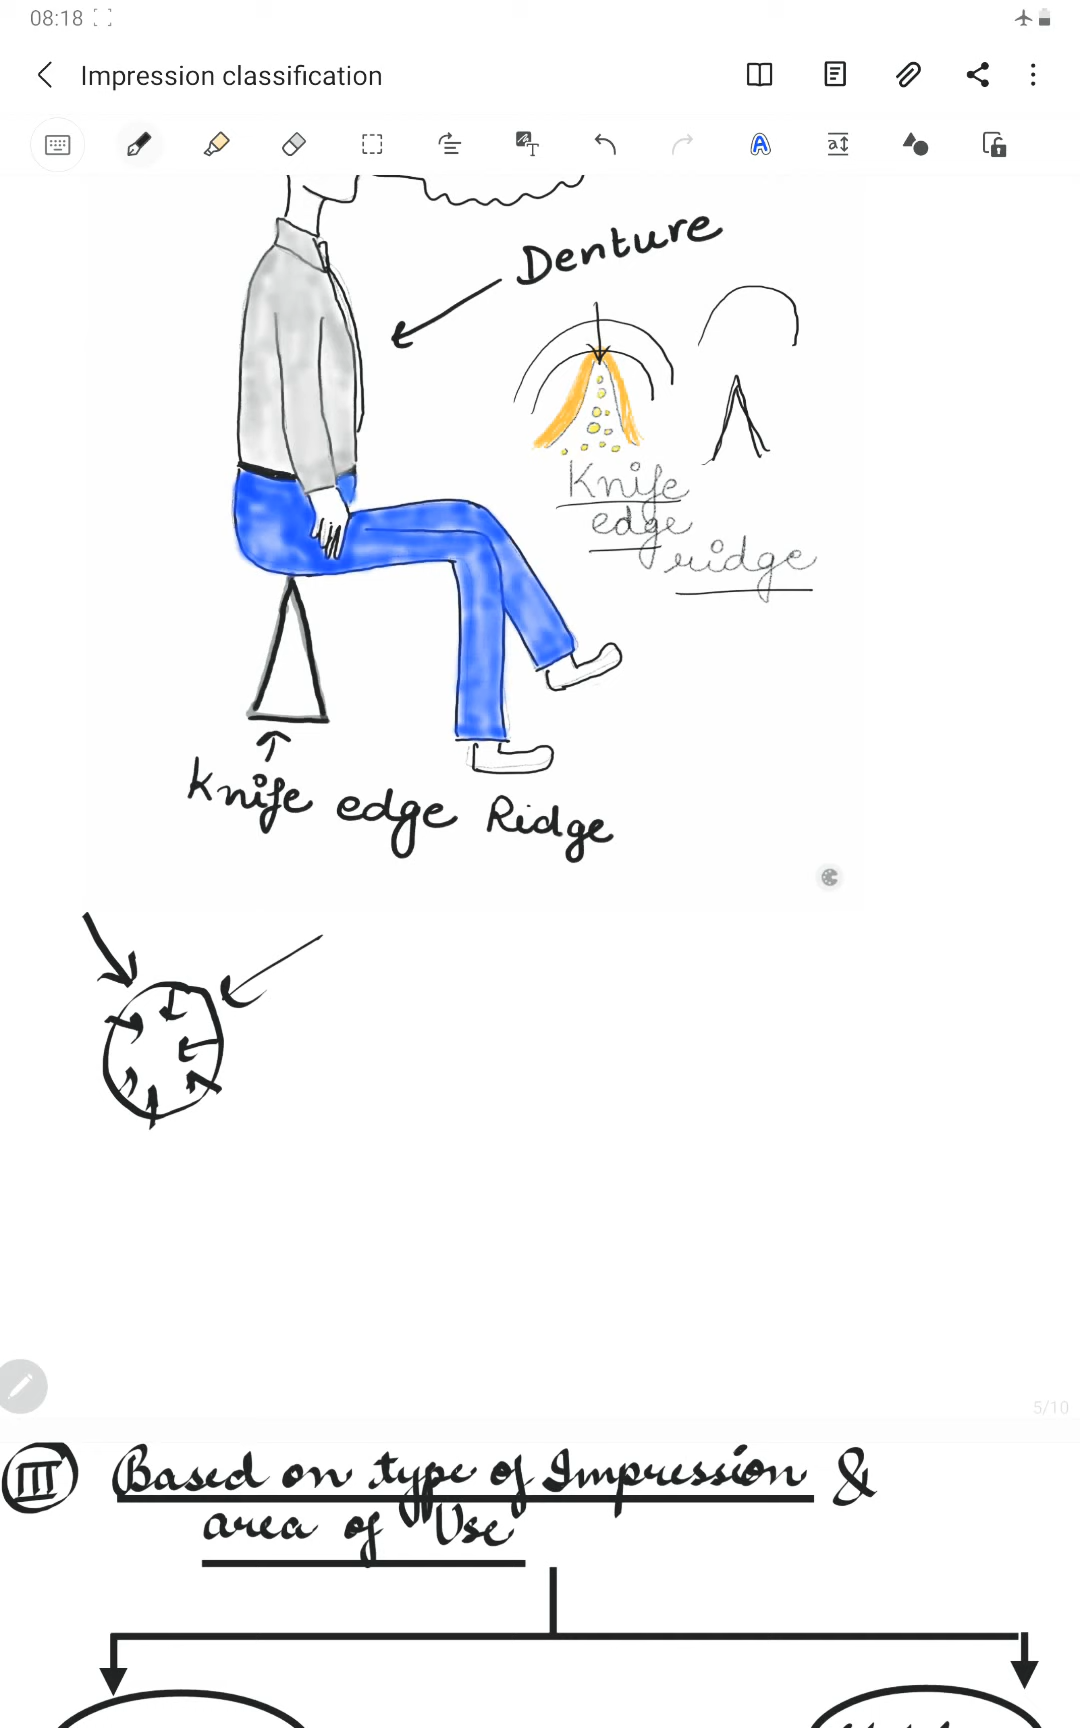 08:18
Impression classification
Denture
Knife
edge
ridge
Knife edge Ridge
5/10
III Based on type of Impression &
area of Use